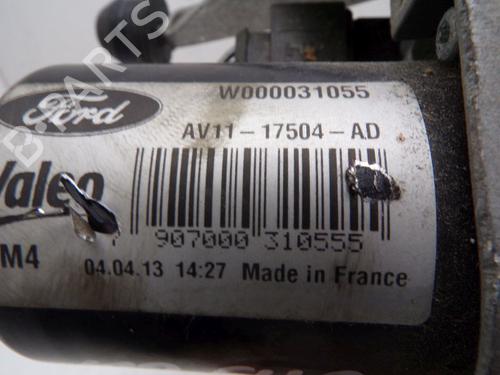 Ford
W000031055
AV11-17504-AD
Valeo
M4
907000 310555
04.04.13 14:27 Made in France
B-PARTS